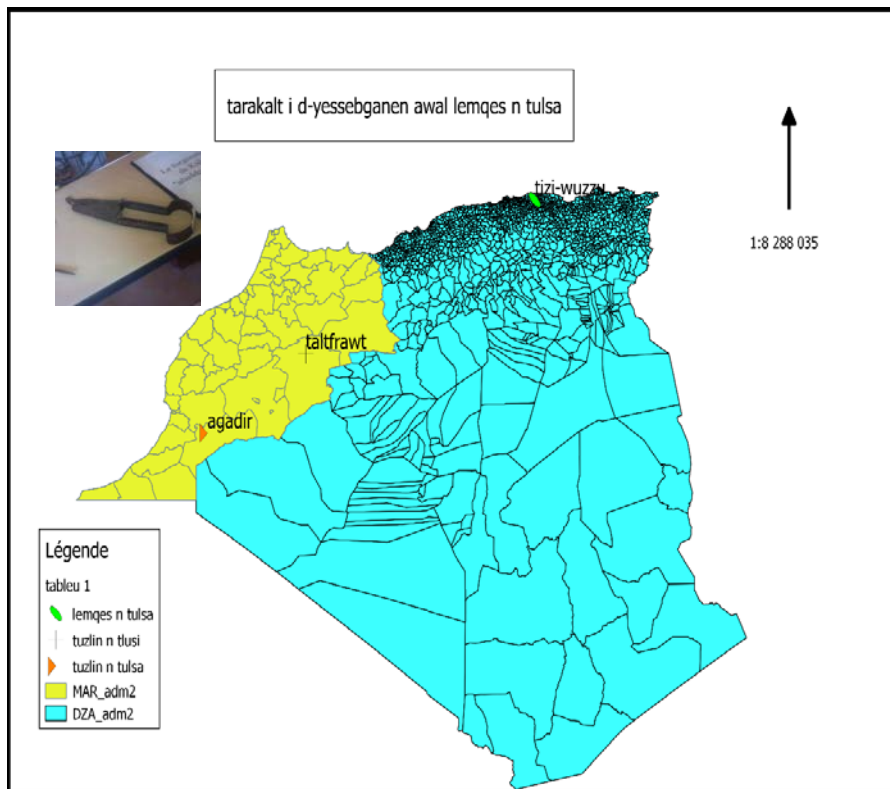 tarakalt i d-yessebganen awal lemqes n tulsa
tizi-wuzzu
1:8 288 035
taltfrawt
agadir
Légende
tableu 1
lemqes n tulsa
tuzlin n tlusi
tuzlin n tulsa
MAR_adm2
DZA_adm2